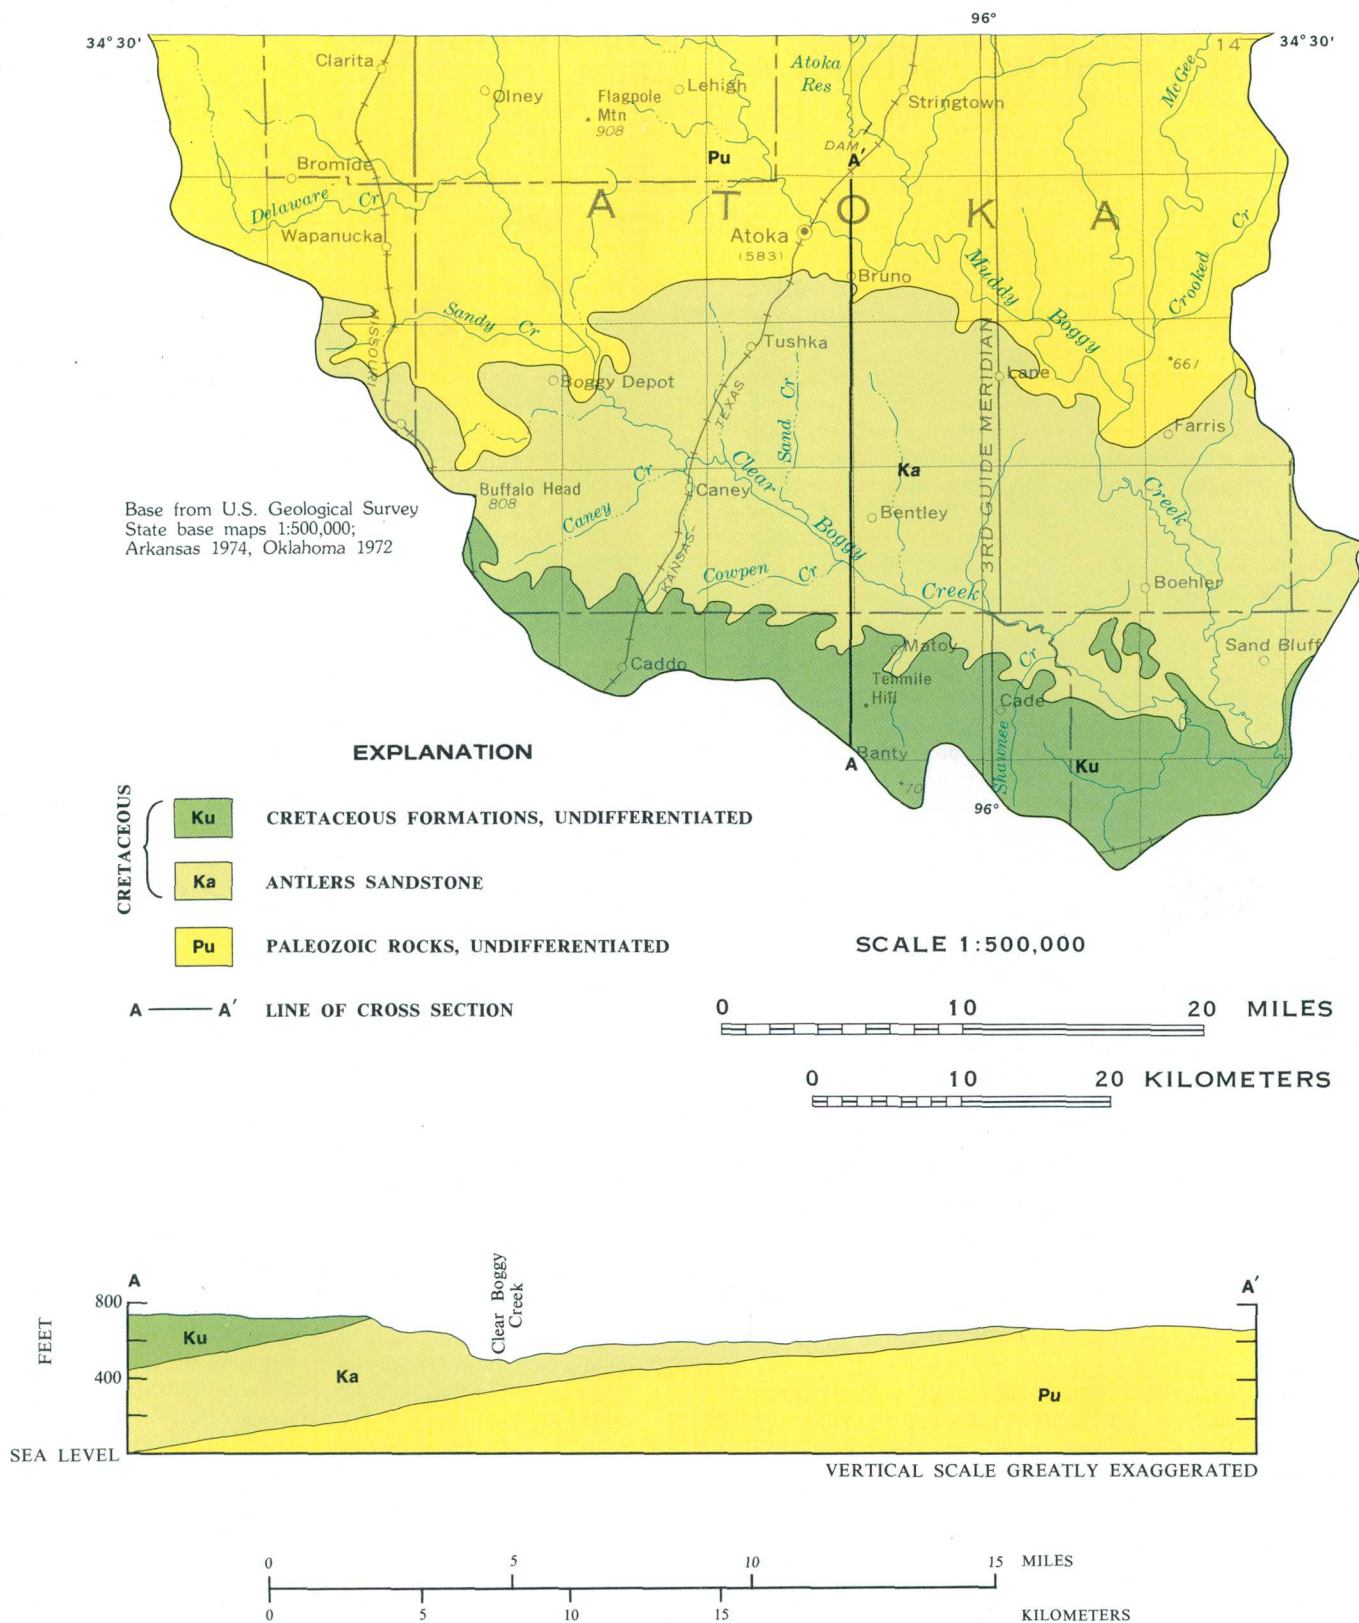 96°
34°30'
34°30'
14
Clarita
Olney
Flagpole
Mtn
908
Lehigh
Atoka
Res
Stringtown
McGee
DAM
A'
Pu
Bromide
Delaware Cr
Wapanucka
ATOKA
Atoka
(583)
Bruno
Muddy Boggy
Crooked Cr
MISSOURI
Sandy Cr
Tushka
Boggy Depot
TEXAS
Sand Cr
3RD GUIDE MERIDIAN
Lane
661
Farris
Ka
Buffalo Head
808
Caney Cr
Caney
Clear Boggy Creek
Bentley
Creek
Base from U.S. Geological Survey
State base maps 1:500,000;
Arkansas 1974, Oklahoma 1972
KANSAS
Cowpen Cr
Boehler
Caddo
Matoy
Cr
Sand Bluff
Tenmile
Hill
Cade
Shawnee
Banty
A
70
Ku
96°
EXPLANATION
CRETACEOUS
Ku CRETACEOUS FORMATIONS, UNDIFFERENTIATED
Ka ANTLERS SANDSTONE
Pu PALEOZOIC ROCKS, UNDIFFERENTIATED
A A' LINE OF CROSS SECTION
SCALE 1:500,000
0 10 20 MILES
0 10 20 KILOMETERS
A
Clear Boggy
Creek
A'
FEET
800
400
SEA LEVEL
Ku
Ka
Pu
VERTICAL SCALE GREATLY EXAGGERATED
0 5 10 15 MILES
0 5 10 15 KILOMETERS